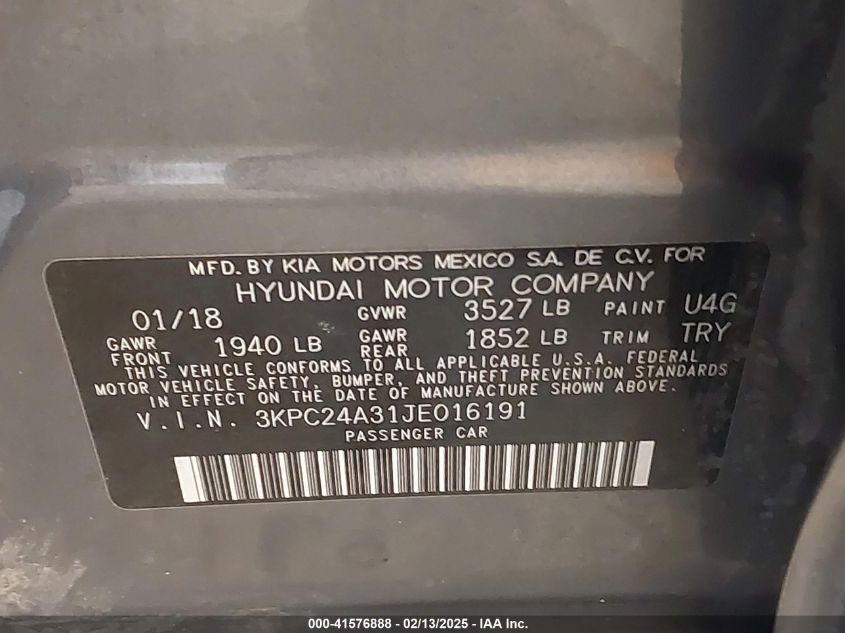 MFD. BY KIA MOTORS MEXICO S.A. DE C.V. FOR
HYUNDAI MOTOR COMPANY
01/18 GVWR 3527 LB PAINT U4G
GAWR FRONT 1940 LB GAWR REAR 1852 LB TRIM TRY
THIS VEHICLE CONFORMS TO ALL APPLICABLE U.S.A. FEDERAL
MOTOR VEHICLE SAFETY, BUMPER, AND THEFT PREVENTION STANDARDS
IN EFFECT ON THE DATE OF MANUFACTURE SHOWN ABOVE.
V.I.N. 3KPC24A31JE016191
PASSENGER CAR
000-41576888 - 02/13/2025 - IAA Inc.